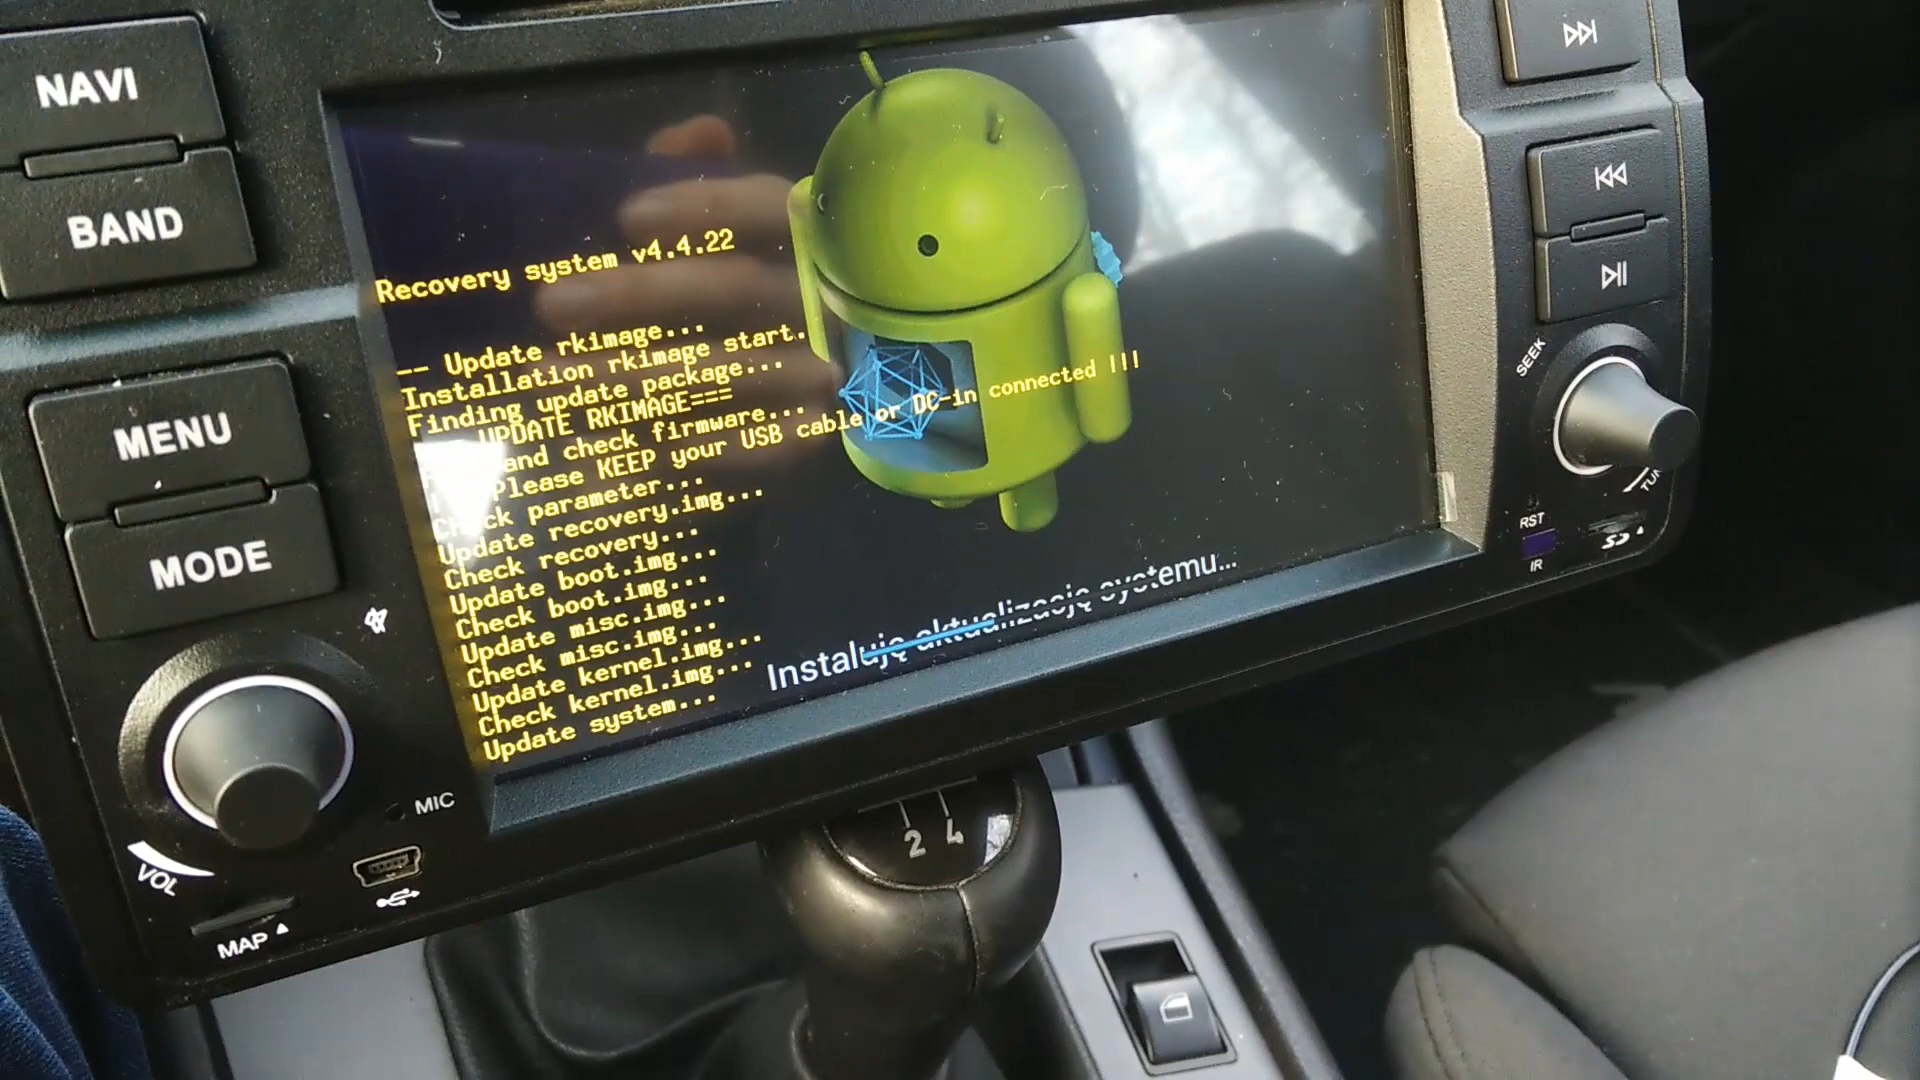 NAVI
BAND
MENU
MODE
VOL
MAP
MIC
Recovery system v4.4.22
-- Update rkimage...
Installation rkimage start.
Finding update package...
UPDATE RKIMAGE===
and check firmware...
Please KEEP your USB cable or DC-in connected !!!
Check parameter...
Update recovery.img...
Check recovery...
Update boot.img...
Check boot.img...
Update misc.img...
Check misc.img...
Update kernel.img...
Check kernel.img...
Update system...
Instaluję aktualizację systemu...
SEEK
RST
IR
2 4